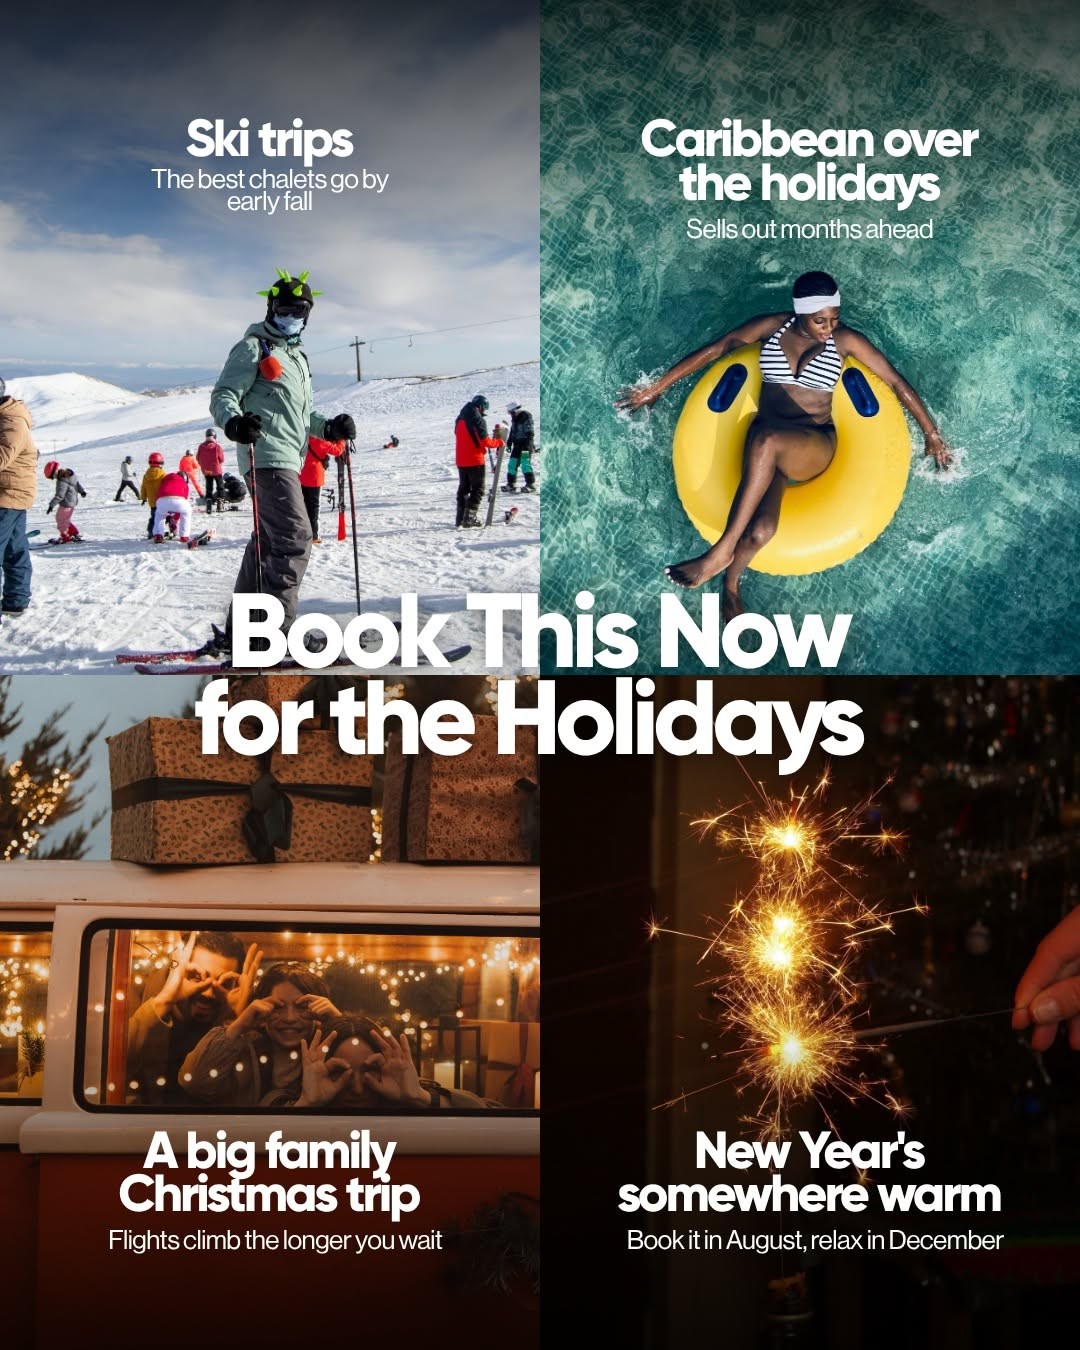 Ski trips
The best chalets go by
early fall
Caribbean over
the holidays
Sells out months ahead
Book This Now
for the Holidays
A big family
Christmas trip
Flights climb the longer you wait
New Year's
somewhere warm
Book it in August, relax in December